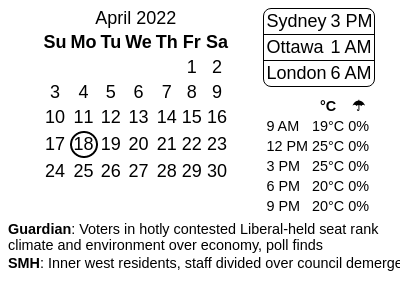 April 2022
Su Mo Tu We Th Fr Sa
1 2
3 4 5 6 7 8 9
10 11 12 13 14 15 16
17 18 19 20 21 22 23
24 25 26 27 28 29 30
Sydney 3 PM
Ottawa 1 AM
London 6 AM
°C ☂
9 AM 19°C 0%
12 PM 25°C 0%
3 PM 25°C 0%
6 PM 20°C 0%
9 PM 20°C 0%
Guardian: Voters in hotly contested Liberal-held seat rank
climate and environment over economy, poll finds
SMH: Inner west residents, staff divided over council demerge